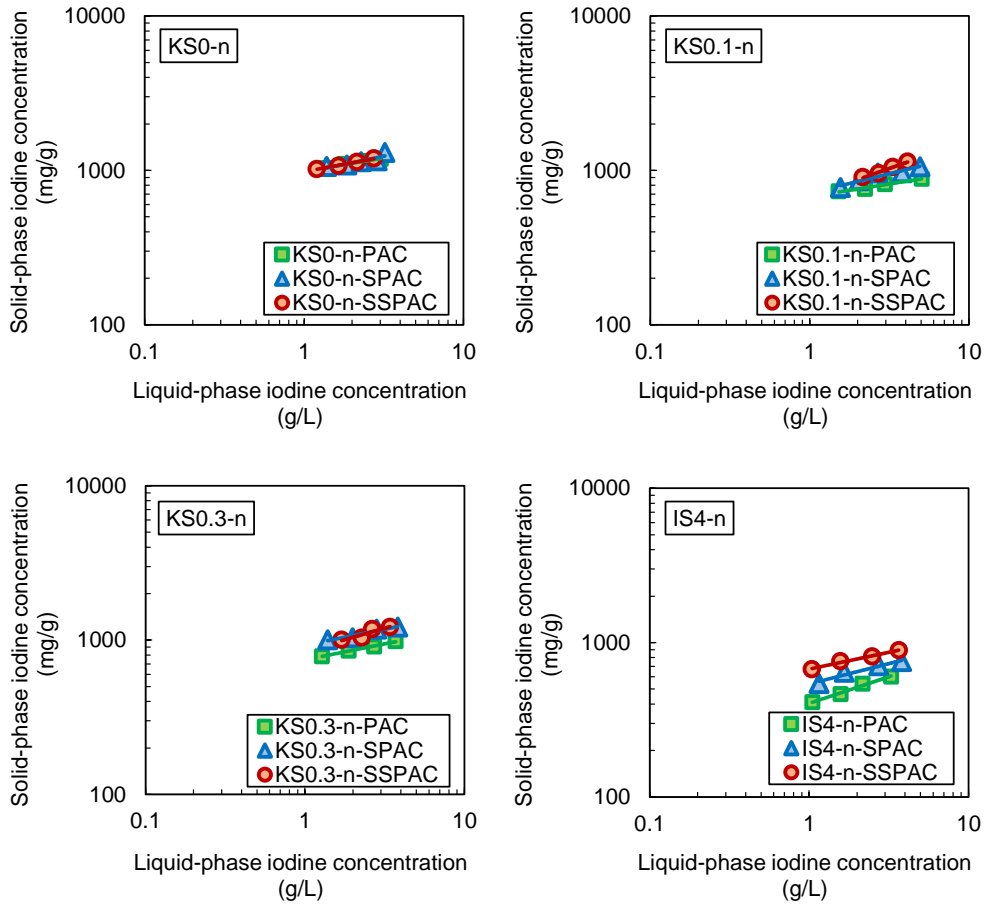 KS0-n
10000
1000
100
0.1
1
10
Solid-phase iodine concentration
(mg/g)
Liquid-phase iodine concentration
(g/L)
KS0-n-PAC
KS0-n-SPAC
KS0-n-SSPAC
KS0.1-n
10000
1000
100
0.1
1
10
Solid-phase iodine concentration
(mg/g)
Liquid-phase iodine concentration
(g/L)
KS0.1-n-PAC
KS0.1-n-SPAC
KS0.1-n-SSPAC
KS0.3-n
10000
1000
100
0.1
1
10
Solid-phase iodine concentration
(mg/g)
Liquid-phase iodine concentration
(g/L)
KS0.3-n-PAC
KS0.3-n-SPAC
KS0.3-n-SSPAC
IS4-n
10000
1000
100
0.1
1
10
Solid-phase iodine concentration
(mg/g)
Liquid-phase iodine concentration
(g/L)
IS4-n-PAC
IS4-n-SPAC
IS4-n-SSPAC